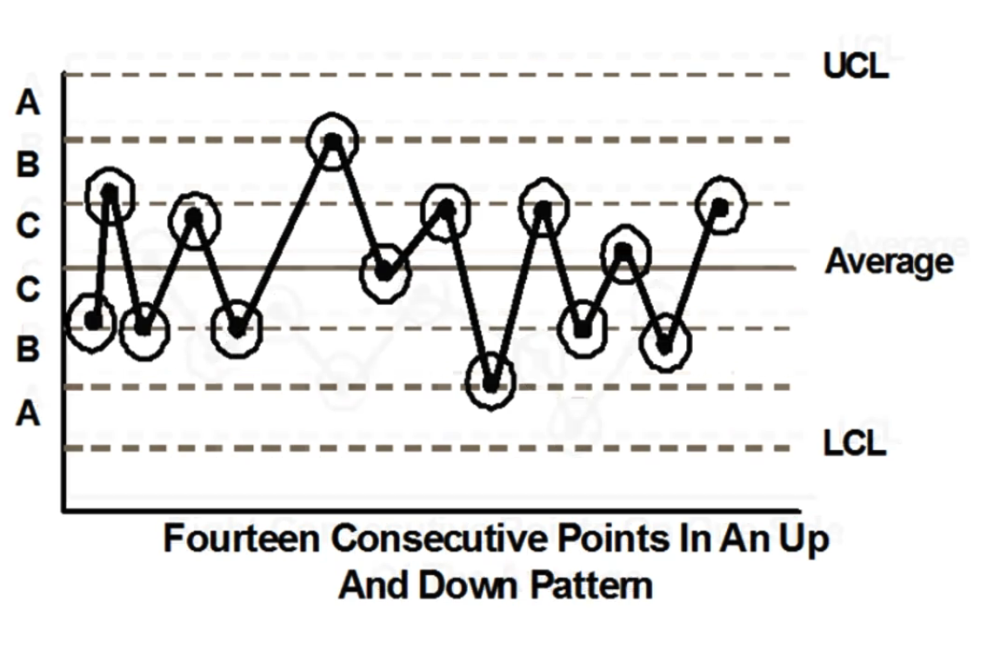 UCL
A
B
C
Average
C
B
A
LCL
Fourteen Consecutive Points In An Up
And Down Pattern